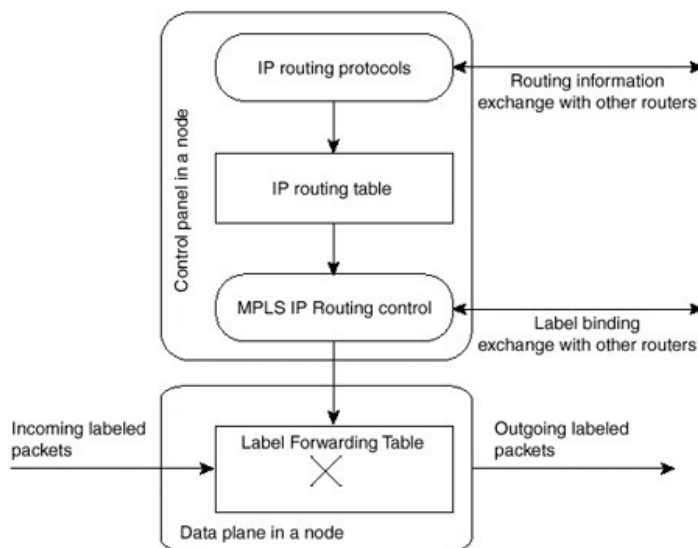 IP routing protocols
Routing information
exchange with other routers
Control panel in a node
IP routing table
MPLS IP Routing control
Label binding
exchange with other routers
Incoming labeled
packets
Label Forwarding Table
Outgoing labeled
packets
Data plane in a node